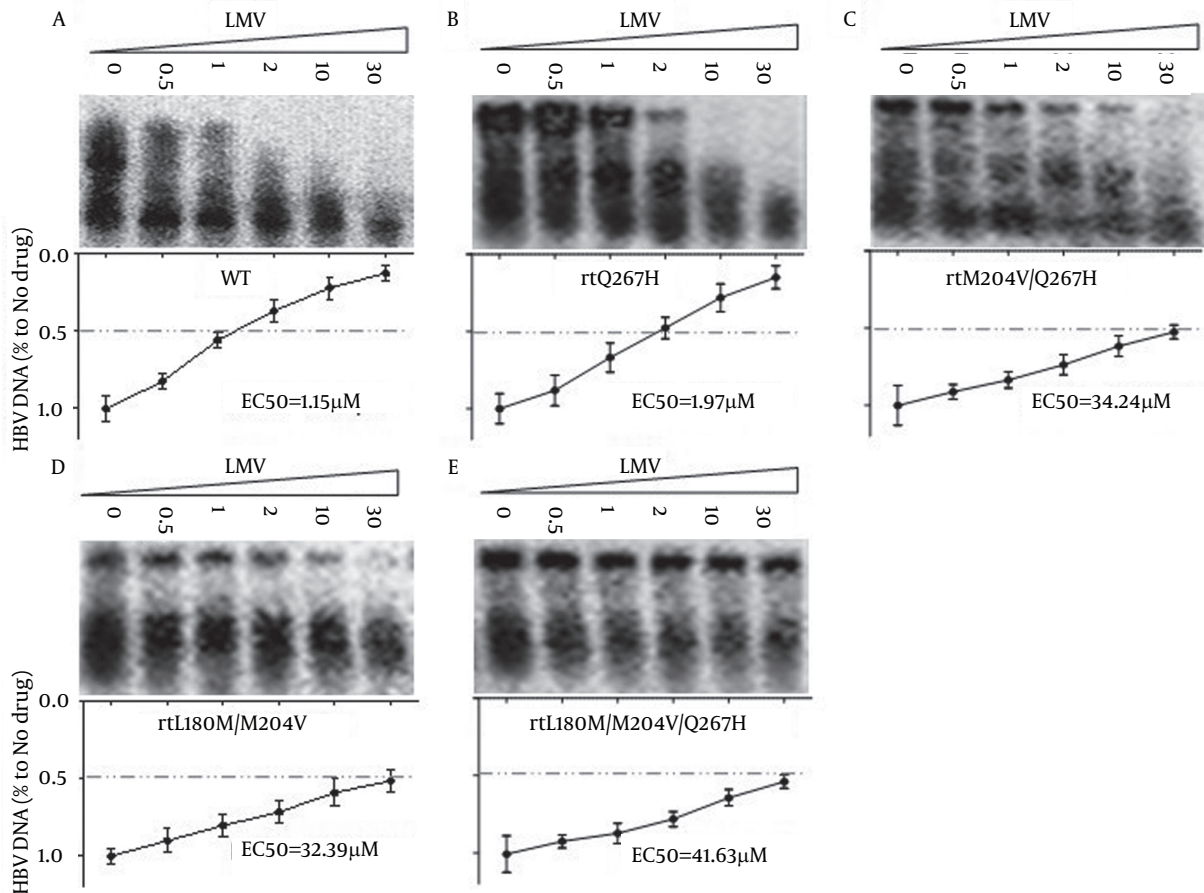 A
LMV
0 0.5 1 2 10 30
B
LMV
0 0.5 1 2 10 30
C
LMV
0 0.5 1 2 10 30
HBV DNA (% to No drug)
0.0
0.5
1.0
WT
EC50=1.15µM
rtQ267H
EC50=1.97µM
rtM204V/Q267H
EC50=34.24µM
D
LMV
0 0.5 1 2 10 30
E
LMV
0 0.5 1 2 10 30
HBV DNA (% to No drug)
0.0
0.5
1.0
rtL180M/M204V
EC50=32.39µM
rtL180M/M204V/Q267H
EC50=41.63µM